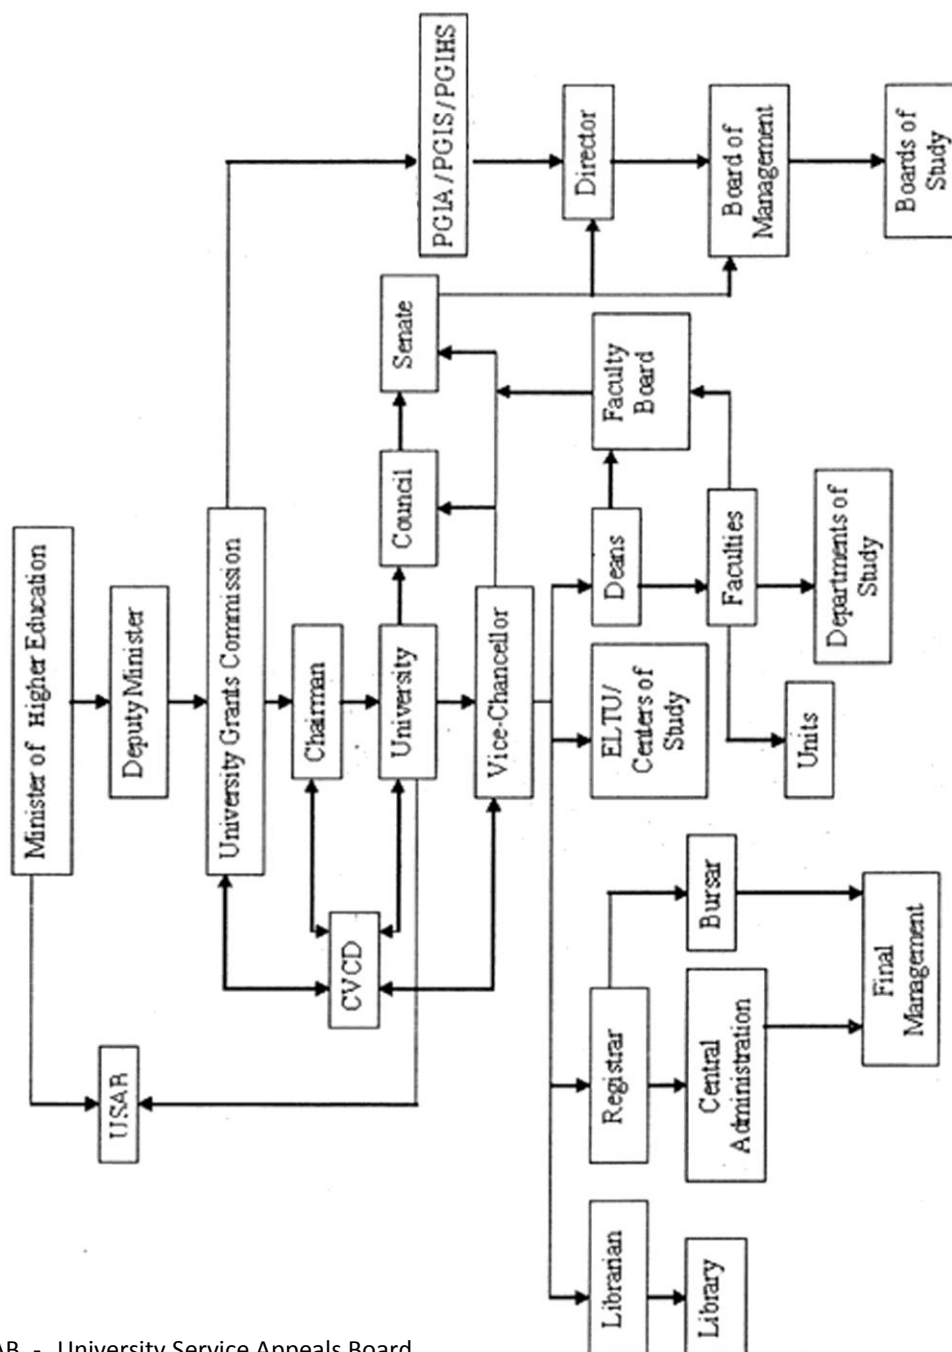 Minister of Higher Education
USAB
Deputy Minister
University Grants Commission
Chairman
CVCD
University
Council
Senate
PGIA/PGIS/PGIHS
Vice-Chancellor
Librarian
Registrar
ELTU/
Centers of
Study
Deans
Faculty
Board
Director
Library
Central
Administration
Bursar
Faculties
Board of
Management
Units
Departments of
Study
Final
Management
Boards of
Study
AB - University Service Appeals Board